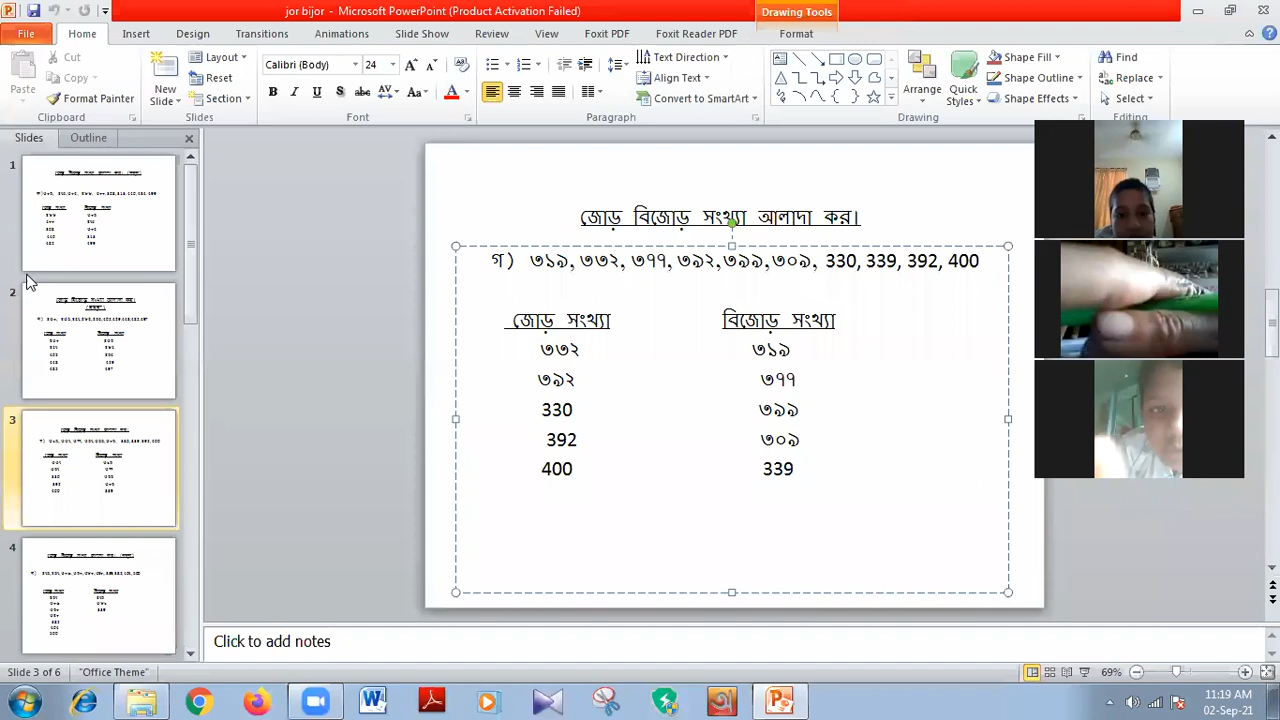 jor bijor - Microsoft PowerPoint (Product Activation Failed)
Drawing Tools
File Home Insert Design Transitions Animations Slide Show Review View Foxit PDF Foxit Reader PDF Format
Paste
Cut
Copy
Format Painter
Clipboard
New Slide
Layout
Reset
Section
Slides
Calibri (Body) 24
Font
Text Direction
Align Text
Convert to SmartArt
Paragraph
Arrange
Quick Styles
Shape Fill
Shape Outline
Shape Effects
Drawing
Find
Replace
Select
Editing
Slides Outline
1
2
3
4
জোড় বিজোড় সংখ্যা আলাদা কর।
গ) ৩১৯, ৩৩২, ৩৭৭, ৩৯২,৩৯৯,৩০৯, 330, 339, 392, 400
জোড় সংখ্যা বিজোড় সংখ্যা
৩৩২ ৩১৯
৩৯২ ৩৭৭
330 ৩৯৯
392 ৩০৯
400 339
Click to add notes
Slide 3 of 6 "Office Theme" 69%
11:19 AM
02-Sep-21